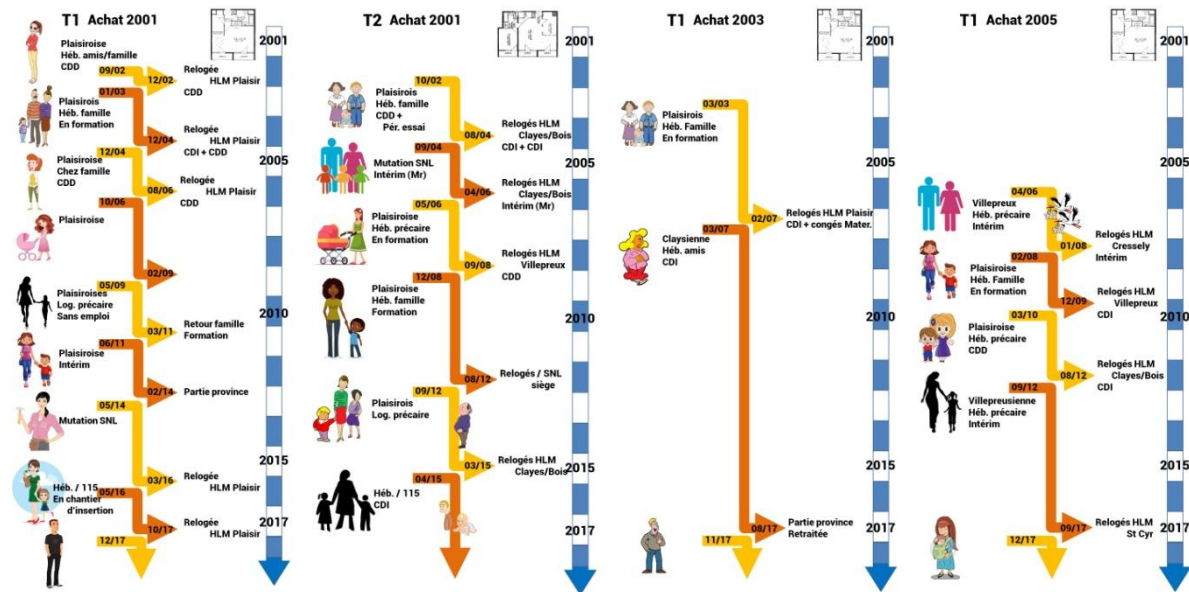 T1 Achat 2001
2001
Plaisiroise
Héb. amis/famille
CDD
09/02
12/02
Relogée
HLM Plaisir
CDD
01/03
Plaisirois
Héb. famille
En formation
12/04
Relogée
HLM Plaisir
CDI + CDD
12/04
Plaisiroise
Chez famille
CDD
2005
08/06
Relogée
HLM Plaisir
CDD
10/06
Plaisiroise
02/09
05/09
Plaisiroises
Log. précaire
Sans emploi
2010
03/11
Retour famille
Formation
06/11
Plaisiroise
Intérim
02/14
Partie province
05/14
Mutation SNL
2015
03/16
Relogée
HLM Plaisir
Héb. / 115
05/16
En chantier
d'insertion
2017
10/17
Relogée
HLM Plaisir
12/17
T2 Achat 2001
2001
10/02
Plaisirois
Héb. famille
CDD +
Pér. essai
08/04
Relogés HLM
Clayes/Bois
CDI + CDI
09/04
Mutation SNL
Intérim (Mr)
2005
04/06
Relogés HLM
Clayes/Bois
Intérim (Mr)
05/06
Plaisiroise
Héb. précaire
En formation
09/08
Relogés HLM
Villepreux
CDD
12/08
Plaisiroise
Héb. famille
Formation
2010
08/12
Relogés / SNL
siège
09/12
Plaisirois
Log. précaire
03/15
Relogés HLM
Clayes/Bois
2015
04/15
Héb. / 115
CDI
2017
T1 Achat 2003
2001
03/03
Plaisirois
Héb. Famille
En formation
2005
02/07
Relogés HLM Plaisir
CDI + congés Mater.
03/07
Claysienne
Héb. amis
CDI
2010
2015
08/17
Partie province
Retraitée
2017
11/17
T1 Achat 2005
2001
2005
04/06
Villepreux
Héb. précaire
Intérim
01/08
Relogés HLM
Cressely
Intérim
02/08
Plaisiroise
Héb. Famille
En formation
12/09
Relogés HLM
Villepreux
CDI
03/10
Plaisiroise
Héb. précaire
CDD
2010
08/12
Relogés HLM
Clayes/Bois
CDI
09/12
Villepreusienne
Héb. précaire
Intérim
2015
09/17
Relogés HLM
St Cyr
2017
12/17